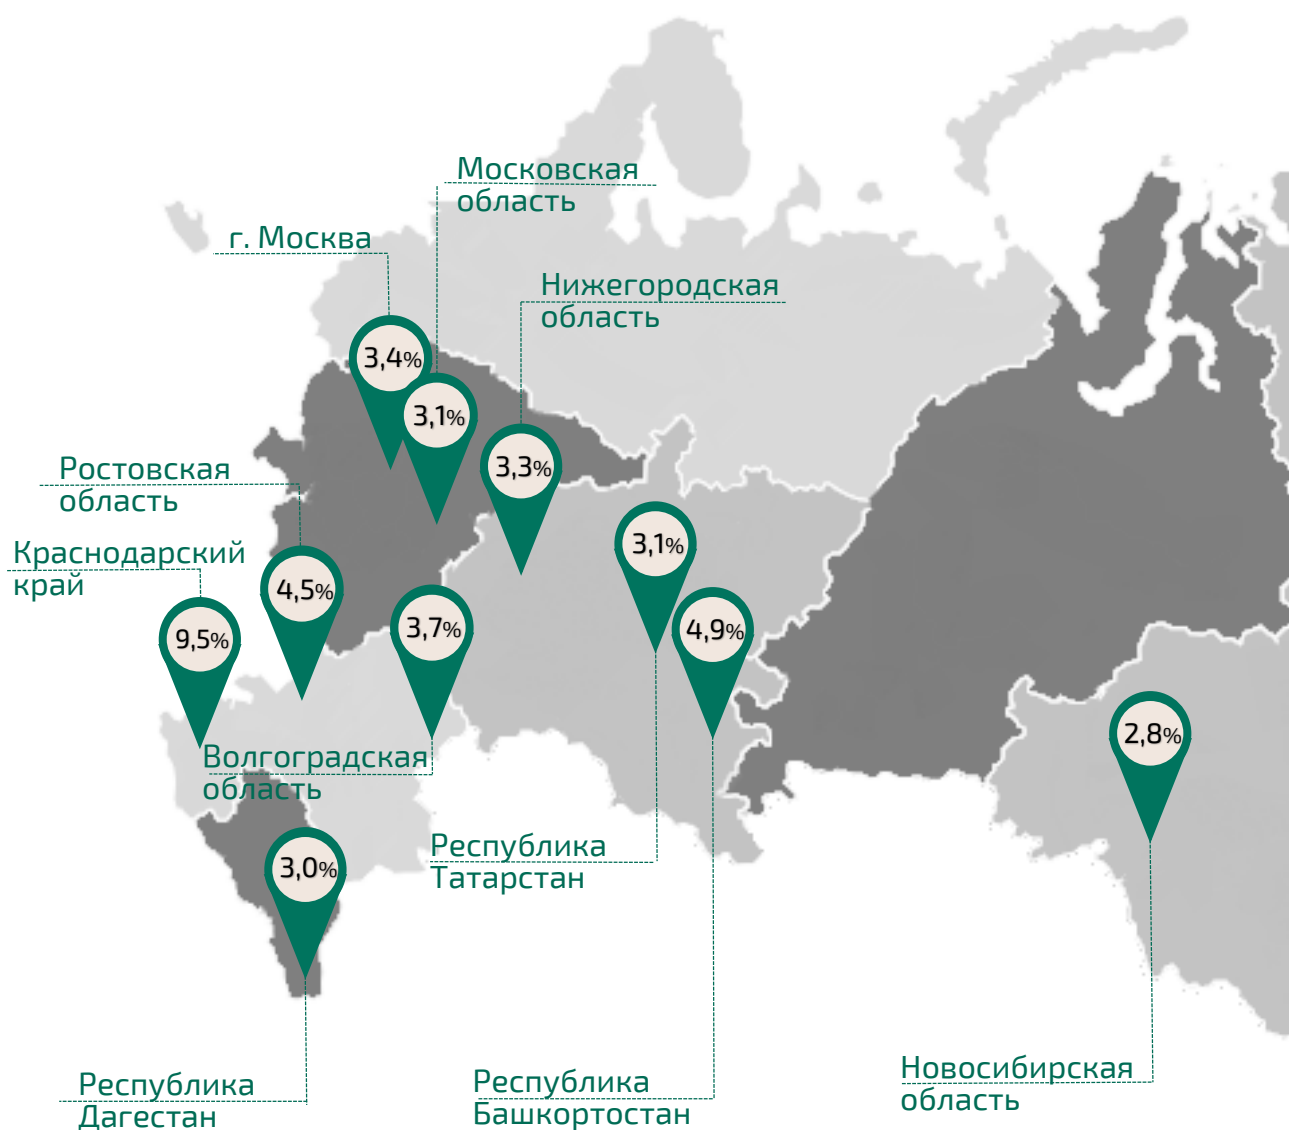 Московская
область
г. Москва
Нижегородская
область
3,4%
3,1%
Ростовская
область
3,3%
Краснодарский
край
3,1%
4,5%
3,7%
4,9%
9,5%
2,8%
Волгоградская
область
Республика
Татарстан
3,0%
Новосибирская
область
Республика
Дагестан
Республика
Башкортостан